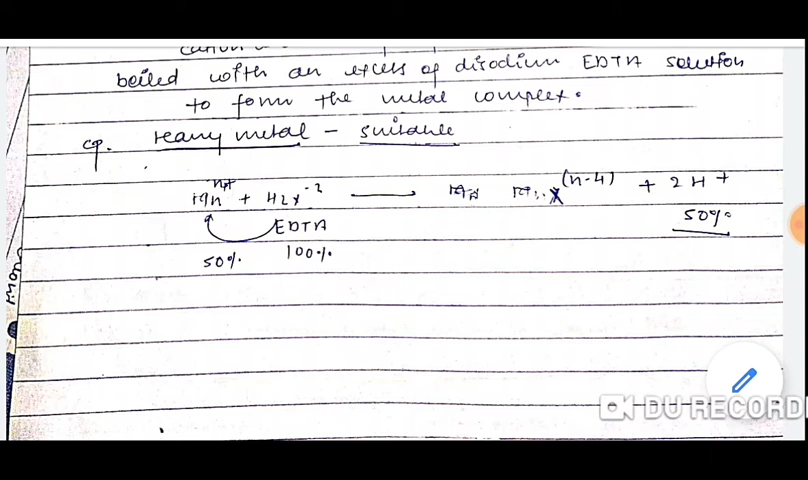 boiled with an excess of disodium EDTA solution
to form the metal complex.
eg. Heavy metal - suitable
Mn n+ + H2Y-2 → (n-4) + 2H+
EDTA 50%
50% 100%
DU RECORD